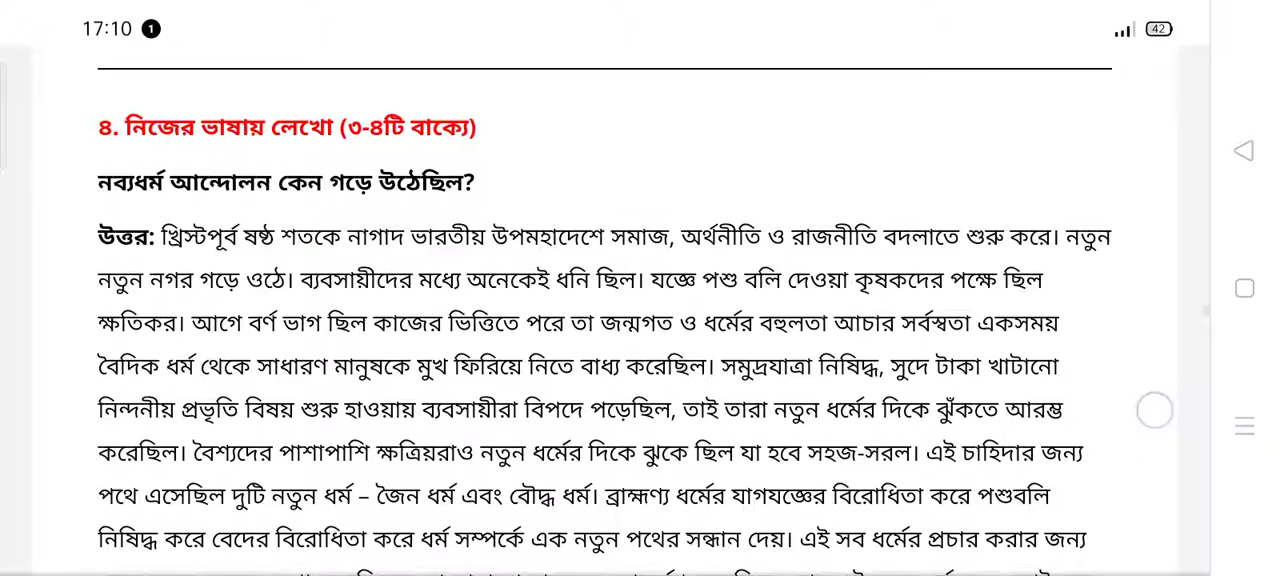 17:10 1
42
৪. নিজের ভাষায় লেখো (৩-৪টি বাক্যে)
নব্যধর্ম আন্দোলন কেন গড়ে উঠেছিল?
উত্তর: খ্রিস্টপূর্ব ষষ্ঠ শতকে নাগাদ ভারতীয় উপমহাদেশে সমাজ, অর্থনীতি ও রাজনীতি বদলাতে শুরু করে। নতুন
নতুন নগর গড়ে ওঠে। ব্যবসায়ীদের মধ্যে অনেকেই ধনি ছিল। যজ্ঞে পশু বলি দেওয়া কৃষকদের পক্ষে ছিল
ক্ষতিকর। আগে বর্ণ ভাগ ছিল কাজের ভিত্তিতে পরে তা জন্মগত ও ধর্মের বহুলতা আচার সর্বস্বতা একসময়
বৈদিক ধর্ম থেকে সাধারণ মানুষকে মুখ ফিরিয়ে নিতে বাধ্য করেছিল। সমুদ্রযাত্রা নিষিদ্ধ, সুদে টাকা খাটানো
নিন্দনীয় প্রভৃতি বিষয় শুরু হাওয়ায় ব্যবসায়ীরা বিপদে পড়েছিল, তাই তারা নতুন ধর্মের দিকে ঝুঁকতে আরম্ভ
করেছিল। বৈশ্যদের পাশাপাশি ক্ষত্রিয়রাও নতুন ধর্মের দিকে ঝুকে ছিল যা হবে সহজ-সরল। এই চাহিদার জন্য
পথে এসেছিল দুটি নতুন ধর্ম – জৈন ধর্ম এবং বৌদ্ধ ধর্ম। ব্রাহ্মণ্য ধর্মের যাগযজ্ঞের বিরোধিতা করে পশুবলি
নিষিদ্ধ করে বেদের বিরোধিতা করে ধর্ম সম্পর্কে এক নতুন পথের সন্ধান দেয়। এই সব ধর্মের প্রচার করার জন্য